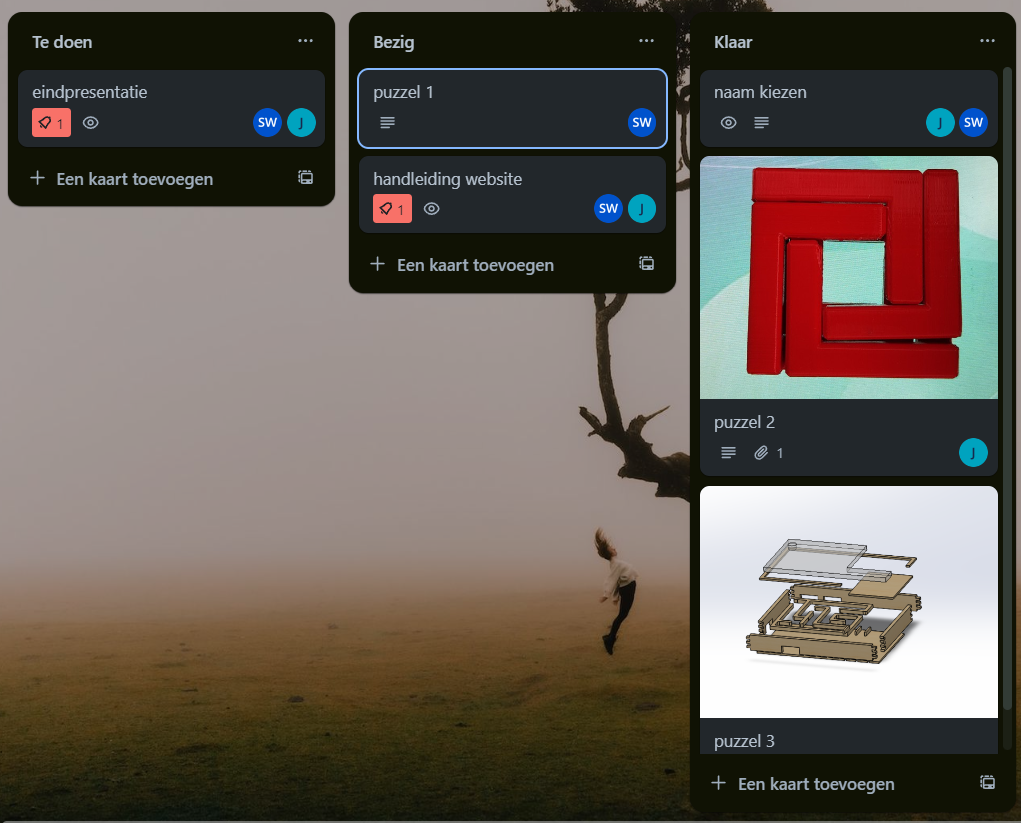 Te doen
eindpresentatie
1
SW
J
Een kaart toevoegen
Bezig
puzzel 1
SW
handleiding website
1
SW
J
Een kaart toevoegen
Klaar
naam kiezen
J
SW
puzzel 2
1
J
puzzel 3
Een kaart toevoegen